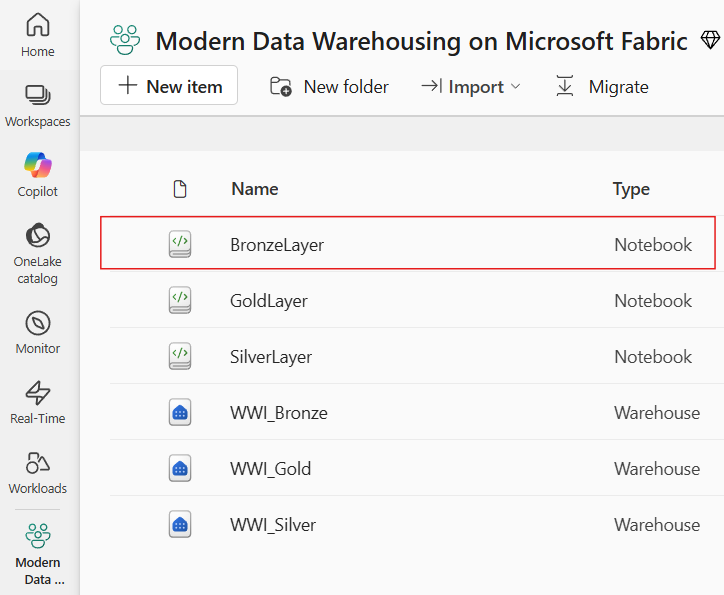 Home
Workspaces
Copilot
OneLake
catalog
Monitor
Real-Time
Workloads
Modern
Data ...
Modern Data Warehousing on Microsoft Fabric
New item
New folder
Import
Migrate
Name Type
BronzeLayer Notebook
GoldLayer Notebook
SilverLayer Notebook
WWI_Bronze Warehouse
WWI_Gold Warehouse
WWI_Silver Warehouse